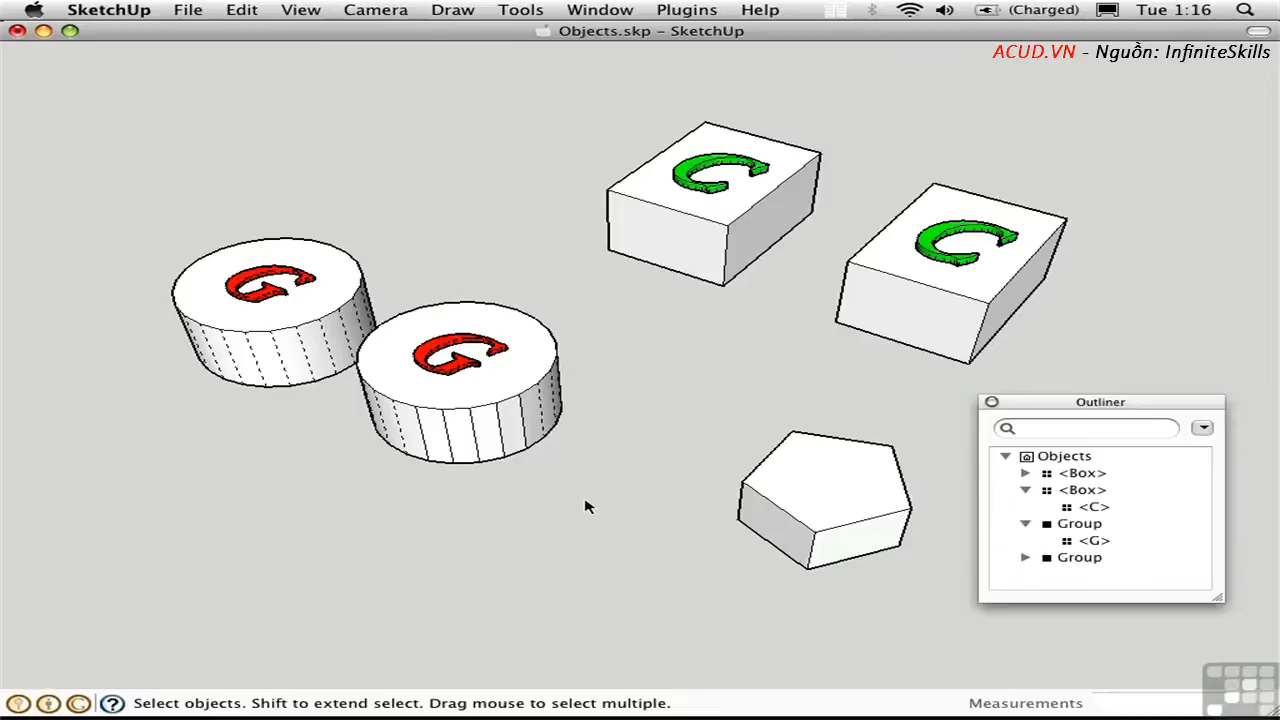 SketchUp File Edit View Camera Draw Tools Window Plugins Help (Charged) Tue 1:16
Objects.skp – SketchUp
ACUD.VN - Nguồn: InfiniteSkills
C
C
G
G
Outliner
Objects
<Box>
<Box>
<C>
Group
<G>
Group
Select objects. Shift to extend select. Drag mouse to select multiple.
Measurements